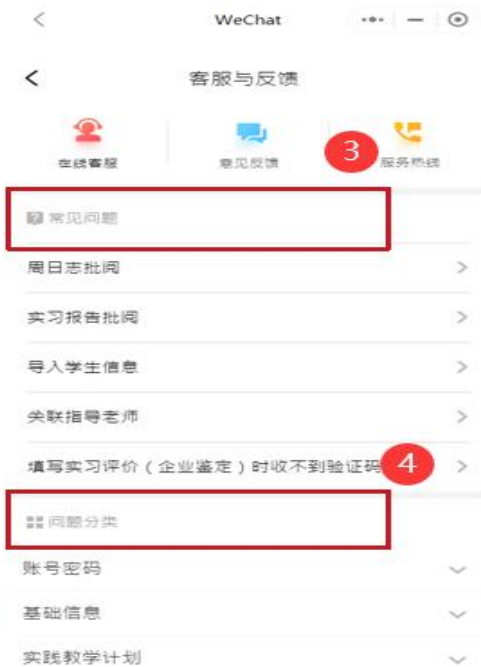 WeChat
客服与反馈
在线客服 意见反馈 服务热线
3
常见问题
周日志批阅
实习报告批阅
导入学生信息
关联指导老师
填写实习评价（企业鉴定）时收不到验证码
4
问题分类
账号密码
基础信息
实践教学计划